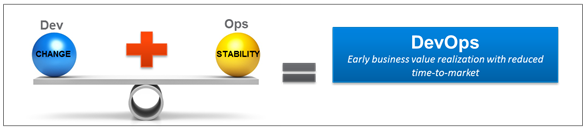 Dev
Ops
CHANGE
STABILITY
DevOps
Early business value realization with reduced
time-to-market